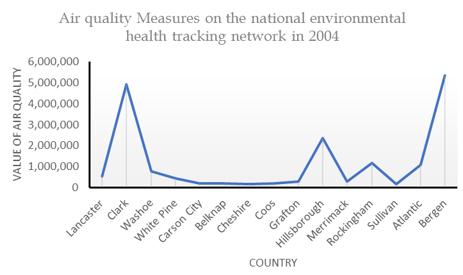 Air quality Measures on the national environmental
health tracking network in 2004
VALUE OF AIR QUALITY
6,000,000
5,000,000
4,000,000
3,000,000
2,000,000
1,000,000
0
Lancaster
Clark
Washoe
White Pine
Carson City
Belknap
Cheshire
Coos
Grafton
Hillsborough
Merrimack
Rockingham
Sullivan
Atlantic
Bergen
COUNTRY